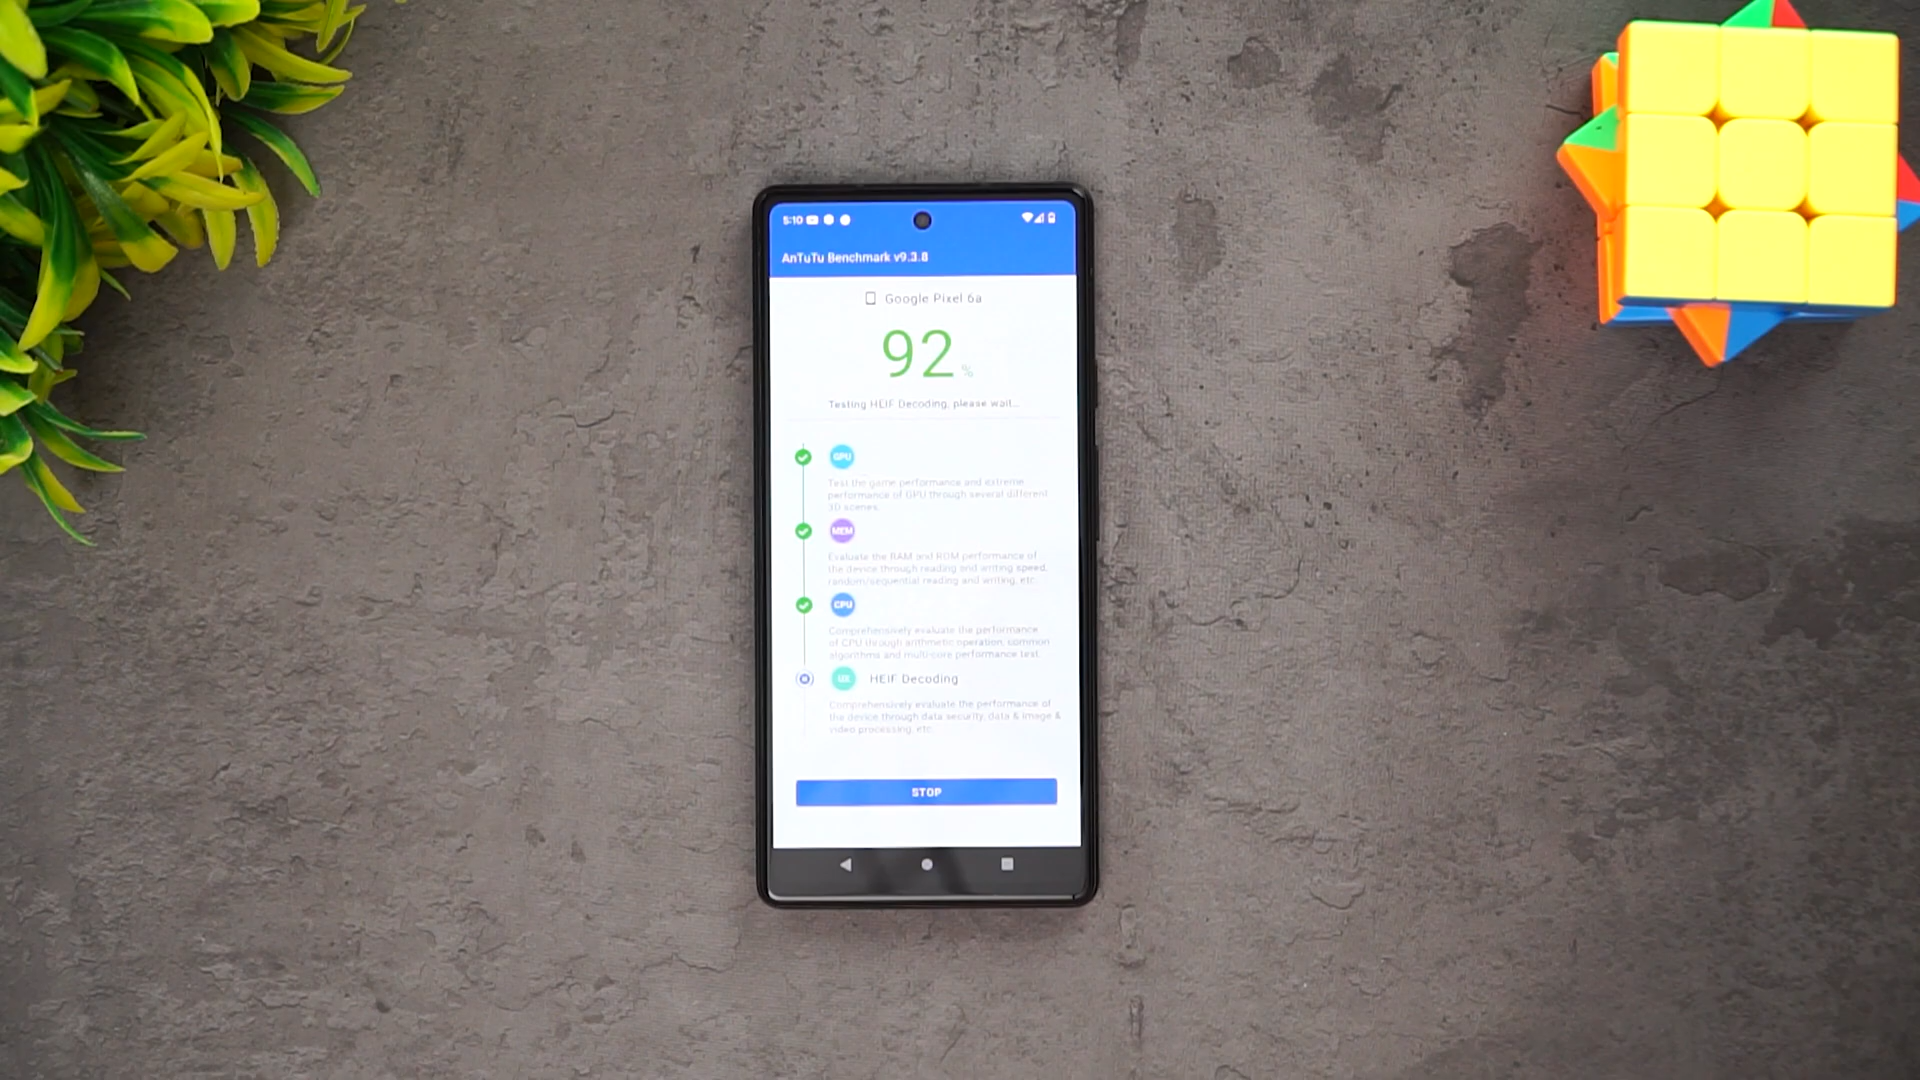 5:10
AnTuTu Benchmark v9.3.8
Google Pixel 6a
92 %
Testing HEIF Decoding, please wait...
GPU
Test the game performance and extreme
performance of GPU through several different
3D scenes.
MEM
Evaluate the RAM and ROM performance of
the device through reading and writing speed,
random/sequential reading and writing, etc.
CPU
Comprehensively evaluate the performance
of CPU through arithmetic operation, common
algorithms and multi-core performance test.
UX HEIF Decoding
Comprehensively evaluate the performance of
the device through data security, data & image &
video processing, etc.
STOP